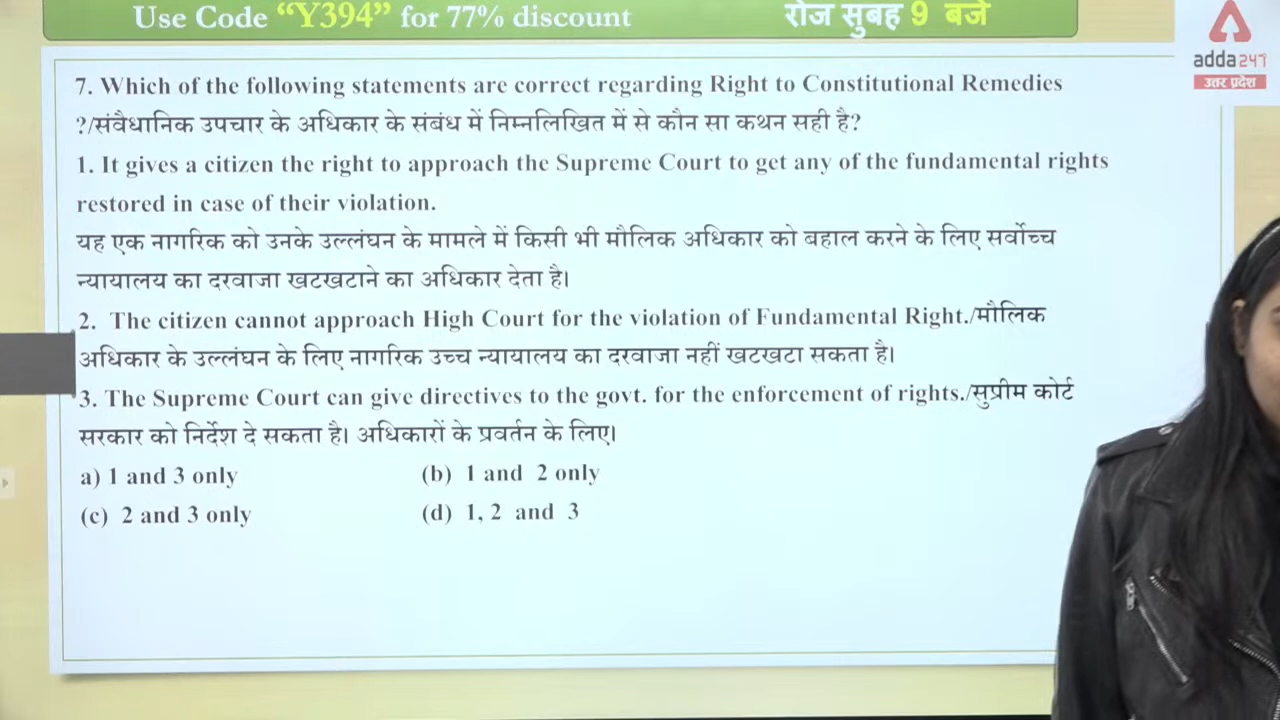 Use Code “Y394” for 77% discount
रोज सुबह 9 बजे
adda247
उत्तर प्रदेश
7. Which of the following statements are correct regarding Right to Constitutional Remedies
?/संवैधानिक उपचार के अधिकार के संबंध में निम्नलिखित में से कौन सा कथन सही है?
1. It gives a citizen the right to approach the Supreme Court to get any of the fundamental rights
restored in case of their violation.
यह एक नागरिक को उनके उल्लंघन के मामले में किसी भी मौलिक अधिकार को बहाल करने के लिए सर्वोच्च
न्यायालय का दरवाजा खटखटाने का अधिकार देता है।
2. The citizen cannot approach High Court for the violation of Fundamental Right./मौलिक
अधिकार के उल्लंघन के लिए नागरिक उच्च न्यायालय का दरवाजा नहीं खटखटा सकता है।
3. The Supreme Court can give directives to the govt. for the enforcement of rights./सुप्रीम कोर्ट
सरकार को निर्देश दे सकता है। अधिकारों के प्रवर्तन के लिए।
a) 1 and 3 only (b) 1 and 2 only
(c) 2 and 3 only (d) 1, 2 and 3